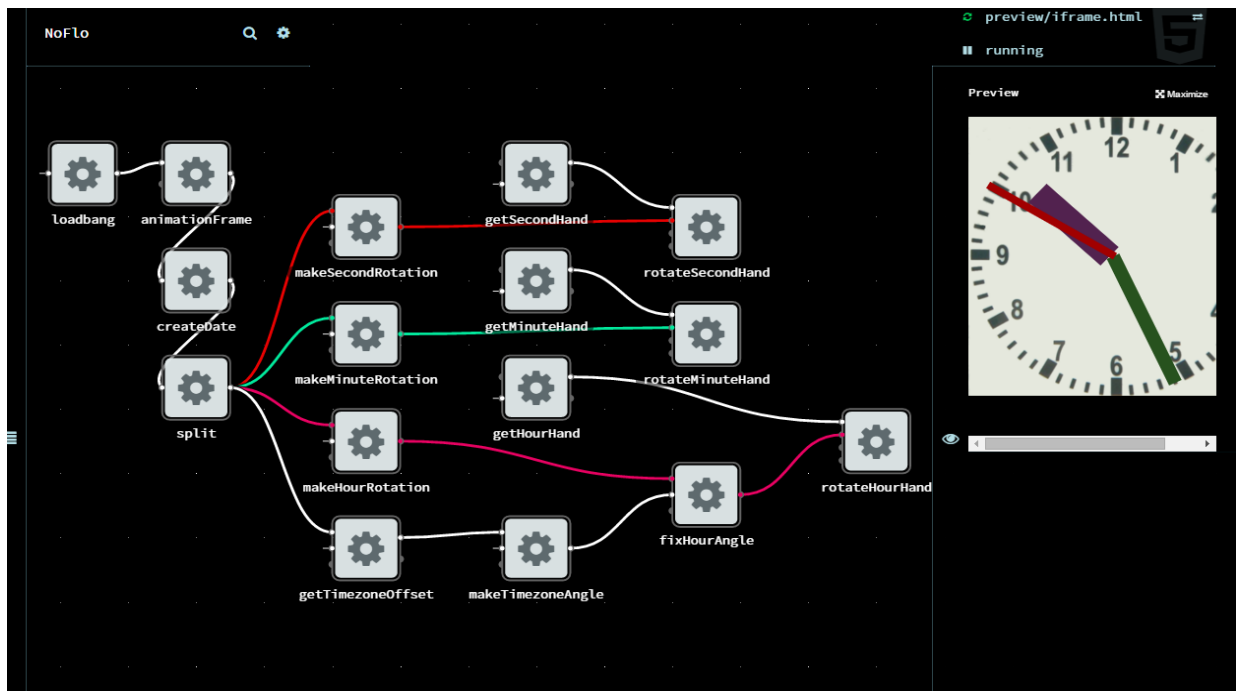 NoFlo
preview/iframe.html
running
Preview
Maximize
loadbang
animationFrame
createDate
split
makeSecondRotation
makeMinuteRotation
makeHourRotation
getTimezoneOffset
getSecondHand
getMinuteHand
getHourHand
makeTimezoneAngle
rotateSecondHand
rotateMinuteHand
fixHourAngle
rotateHourHand
12
11
1
10
9
8
7
6
5